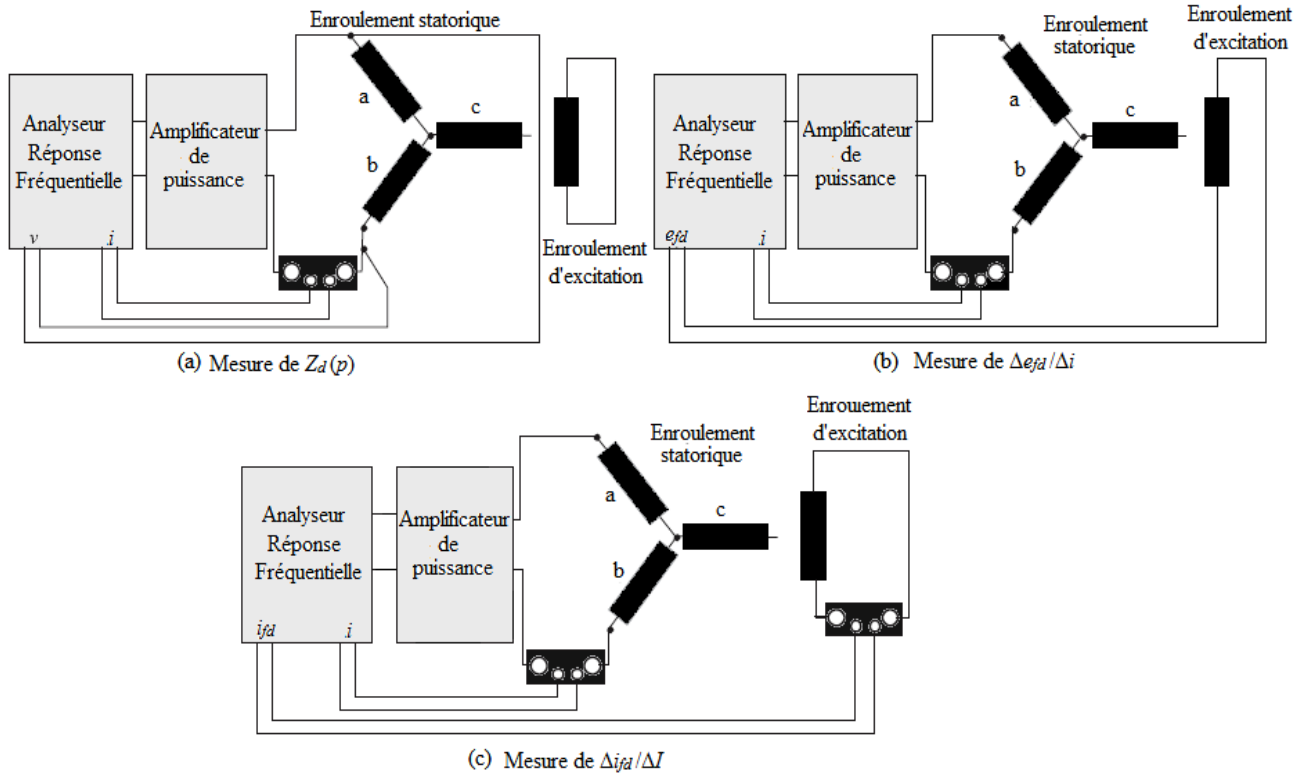 Enroulement statorique
Analyseur
Réponse
Fréquentielle
v
i
Amplificateur
de
puissance
a
b
c
Enroulement
d'excitation
(a) Mesure de Zd(p)
Analyseur
Réponse
Fréquentielle
efd
i
Amplificateur
de
puissance
Enroulement
statorique
a
b
c
Enroulement
d'excitation
(b) Mesure de Δefd/Δi
Analyseur
Réponse
Fréquentielle
ifd
i
Amplificateur
de
puissance
Enroulement
statorique
a
b
c
Enrouıement
d'excitation
(c) Mesure de Δifd/ΔI